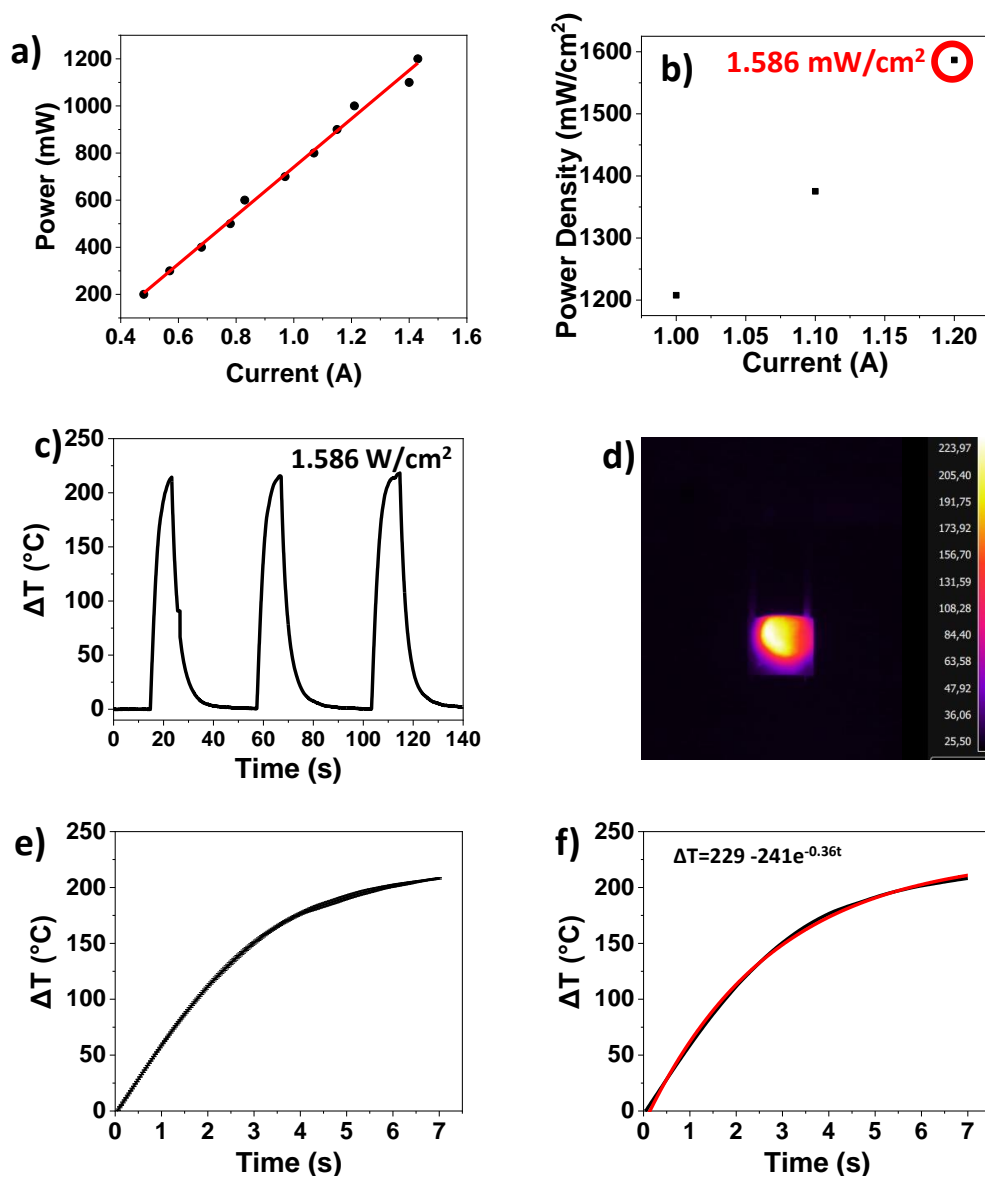 a)
1200
1000
800
600
400
200
Power (mW)
0.4 0.6 0.8 1.0 1.2 1.4 1.6
Current (A)
b)
1.586 mW/cm²
1600
1500
1400
1300
1200
Power Density (mW/cm²)
1.00 1.05 1.10 1.15 1.20
Current (A)
c)
1.586 W/cm²
250
200
150
100
50
0
ΔT (°C)
0 20 40 60 80 100 120 140
Time (s)
d)
223,97
205,40
191,75
173,92
156,70
131,59
108,28
84,40
63,58
47,92
36,06
25,50
e)
250
200
150
100
50
0
ΔT (°C)
0 1 2 3 4 5 6 7
Time (s)
f)
ΔT=229 -241e⁻⁰·³⁶ᵗ
250
200
150
100
50
0
ΔT (°C)
0 1 2 3 4 5 6 7
Time (s)